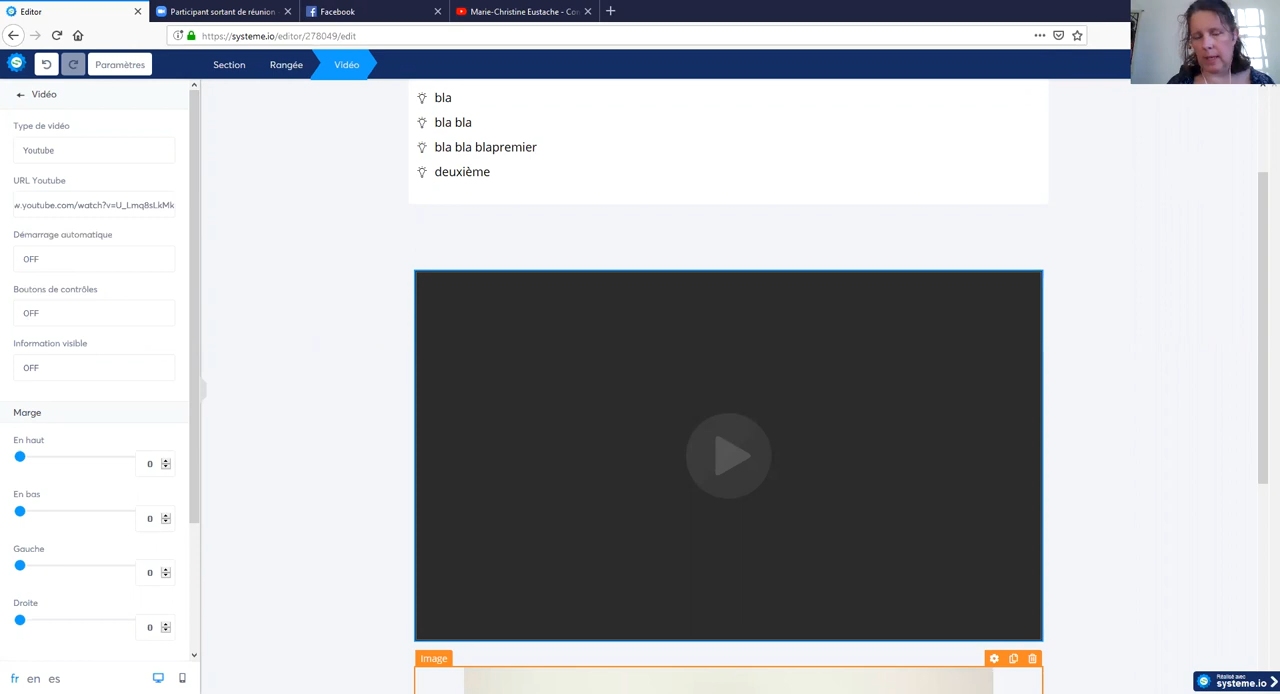 Editor
Participant sortant de réunion
Facebook
Marie-Christine Eustache - Co
https://systeme.io/editor/278049/edit
Paramètres
Section
Rangée
Vidéo
Vidéo
Type de vidéo
Youtube
URL Youtube
w.youtube.com/watch?v=U_Lmq8sLkMk
Démarrage automatique
OFF
Boutons de contrôles
OFF
Information visible
OFF
Marge
En haut
0
En bas
0
Gauche
0
Droite
0
fr en es
bla
bla bla
bla bla blapremier
deuxième
Image
Réalisé avec
systeme.io